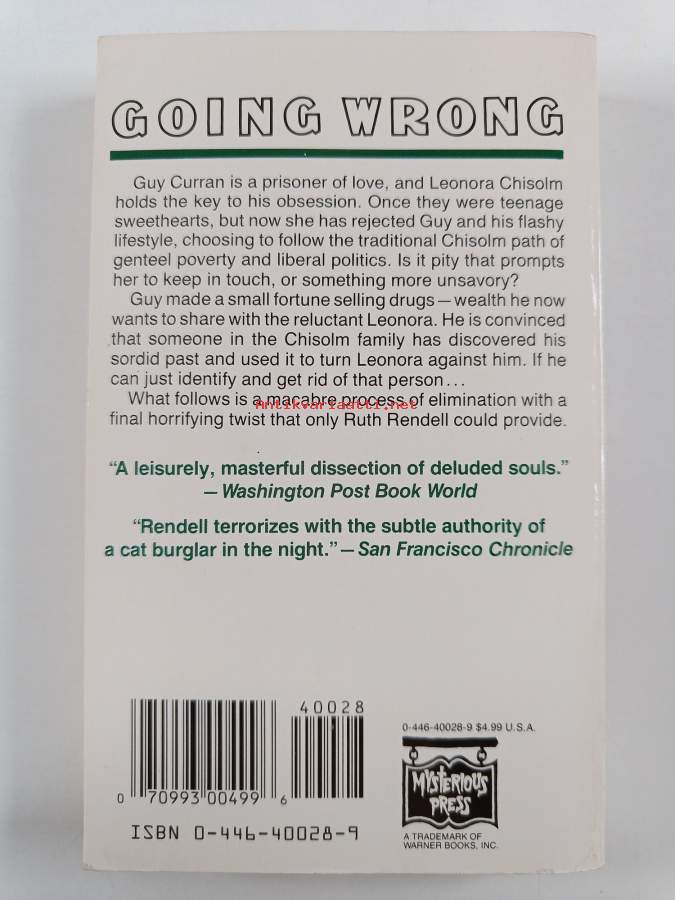 GOING WRONG
Guy Curran is a prisoner of love, and Leonora Chisolm
holds the key to his obsession. Once they were teenage
sweethearts, but now she has rejected Guy and his flashy
lifestyle, choosing to follow the traditional Chisolm path of
genteel poverty and liberal politics. Is it pity that prompts
her to keep in touch, or something more unsavory?
Guy made a small fortune selling drugs—wealth he now
wants to share with the reluctant Leonora. He is convinced
that someone in the Chisolm family has discovered his
sordid past and used it to turn Leonora against him. If he
can just identify and get rid of that person...
What follows is a macabre process of elimination with a
Antikvariaatti.net
final horrifying twist that only Ruth Rendell could provide.
“A leisurely, masterful dissection of deluded souls.”
—Washington Post Book World
“Rendell terrorizes with the subtle authority of
a cat burglar in the night.”—San Francisco Chronicle
40028
0 70993 00499 6
ISBN 0-446-40028-9
0-446-40028-9 $4.99 U.S.A.
MYSTERIOUS
PRESS
A TRADEMARK OF
WARNER BOOKS, INC.